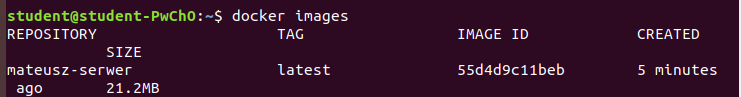 student@student-PwChO:~$ docker images
REPOSITORY TAG IMAGE ID CREATED
SIZE
mateusz-serwer latest 55d4d9c11beb 5 minutes
ago 21.2MB